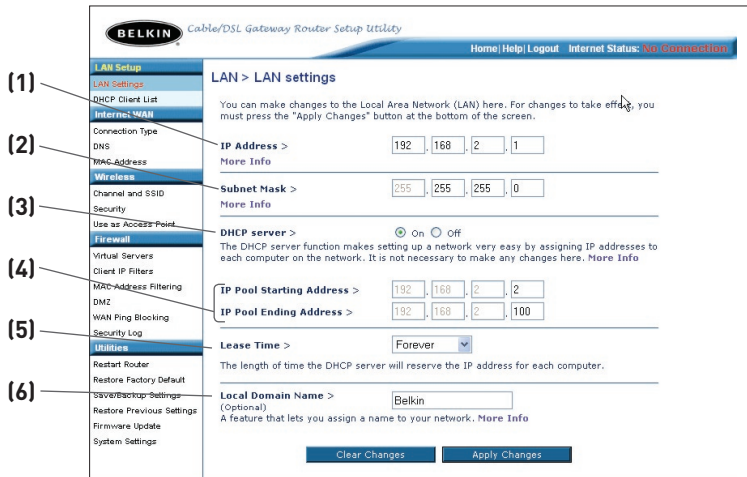 BELKIN
Cable/DSL Gateway Router Setup Utility
Home| Help| Logout Internet Status: No Connection
LAN Setup
LAN Settings
DHCP Client List
Internet WAN
Connection Type
DNS
MAC Address
Wireless
Channel and SSID
Security
Use as Access Point
Firewall
Virtual Servers
Client IP Filters
MAC Address Filtering
DMZ
WAN Ping Blocking
Security Log
Utilities
Restart Router
Restore Factory Default
Save/Backup Settings
Restore Previous Settings
Firmware Update
System Settings
LAN > LAN settings
You can make changes to the Local Area Network (LAN) here. For changes to take effect, you
must press the "Apply Changes" button at the bottom of the screen.
(1)
IP Address > 192 . 168 . 2 . 1
More Info
(2)
Subnet Mask > 255 . 255 . 255 . 0
More Info
(3)
DHCP server > On Off
The DHCP server function makes setting up a network very easy by assigning IP addresses to
each computer on the network. It is not necessary to make any changes here. More Info
(4)
IP Pool Starting Address > 192 . 168 . 2 . 2
IP Pool Ending Address > 192 . 168 . 2 . 100
(5)
Lease Time > Forever
The length of time the DHCP server will reserve the IP address for each computer.
(6)
Local Domain Name > Belkin
(Optional)
A feature that lets you assign a name to your network. More Info
Clear Changes Apply Changes